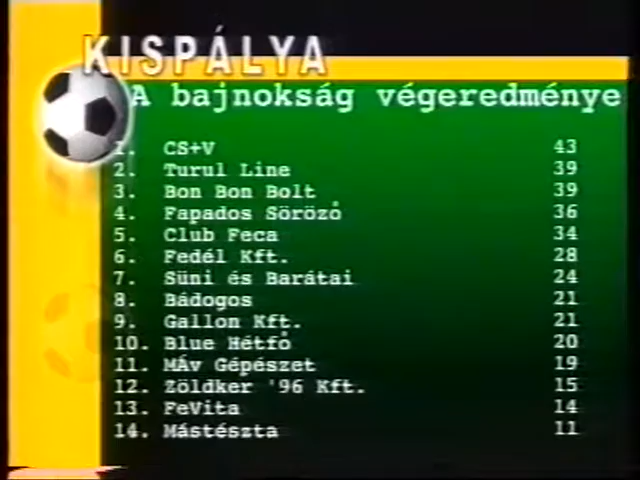 KISPÁLYA
A bajnokság végeredménye
1. CS+V 43
2. Turul Line 39
3. Bon Bon Bolt 39
4. Fapados Söröző 36
5. Club Feca 34
6. Fedél Kft. 28
7. Süni és Barátai 24
8. Bádogos 21
9. Gallon Kft. 21
10. Blue Hétfő 20
11. MÁv Gépészet 19
12. Zöldker '96 Kft. 15
13. FeVita 14
14. Mástészta 11